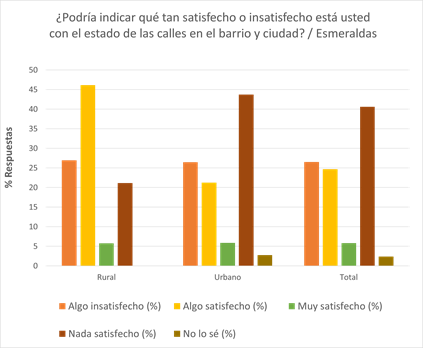 ¿Podría indicar qué tan satisfecho o insatisfecho está usted
con el estado de las calles en el barrio y ciudad? / Esmeraldas
% Respuestas
50
45
40
35
30
25
20
15
10
5
0
Rural
Urbano
Total
Algo insatisfecho (%)
Algo satisfecho (%)
Muy satisfecho (%)
Nada satisfecho (%)
No lo sé (%)